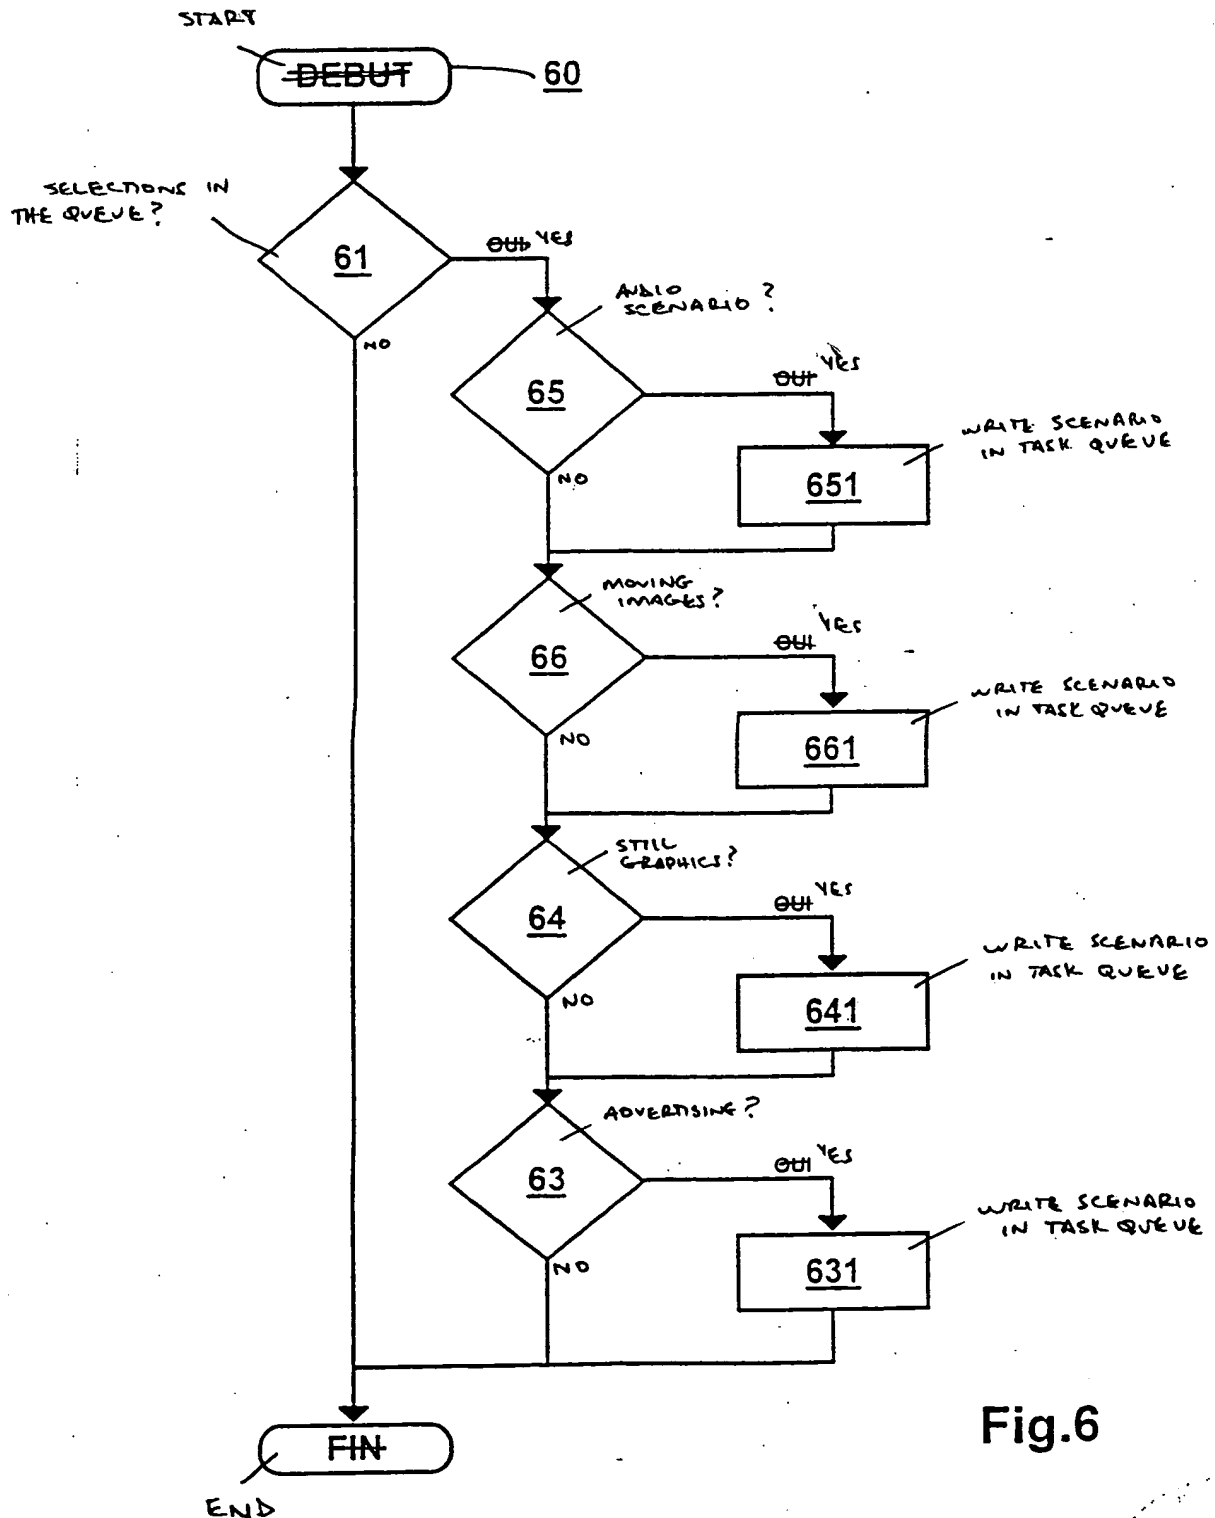 START
DEBUT
60
SELECTIONS IN
THE QUEUE?
61
OUI YES
NO
AUDIO
SCENARIO?
65
OUI YES
NO
WRITE SCENARIO
IN TASK QUEUE
651
MOVING
IMAGES?
66
OUI YES
NO
WRITE SCENARIO
IN TASK QUEUE
661
STILL
GRAPHICS?
64
OUI YES
NO
WRITE SCENARIO
IN TASK QUEUE
641
ADVERTISING?
63
OUI YES
NO
WRITE SCENARIO
IN TASK QUEUE
631
FIN
END
Fig.6